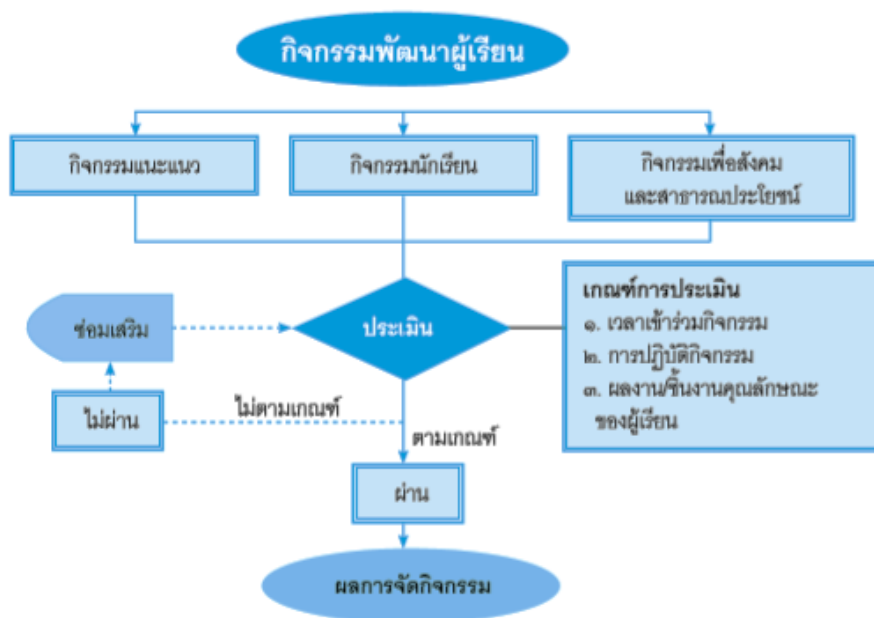 กิจกรรมพัฒนาผู้เรียน
กิจกรรมแนะแนว
กิจกรรมนักเรียน
กิจกรรมเพื่อสังคม
และสาธารณประโยชน์
ซ่อมเสริม
ประเมิน
เกณฑ์การประเมิน
๑. เวลาเข้าร่วมกิจกรรม
๒. การปฏิบัติกิจกรรม
๓. ผลงาน/ชิ้นงานคุณลักษณะ
ของผู้เรียน
ไม่ผ่าน
ไม่ตามเกณฑ์
ตามเกณฑ์
ผ่าน
ผลการจัดกิจกรรม